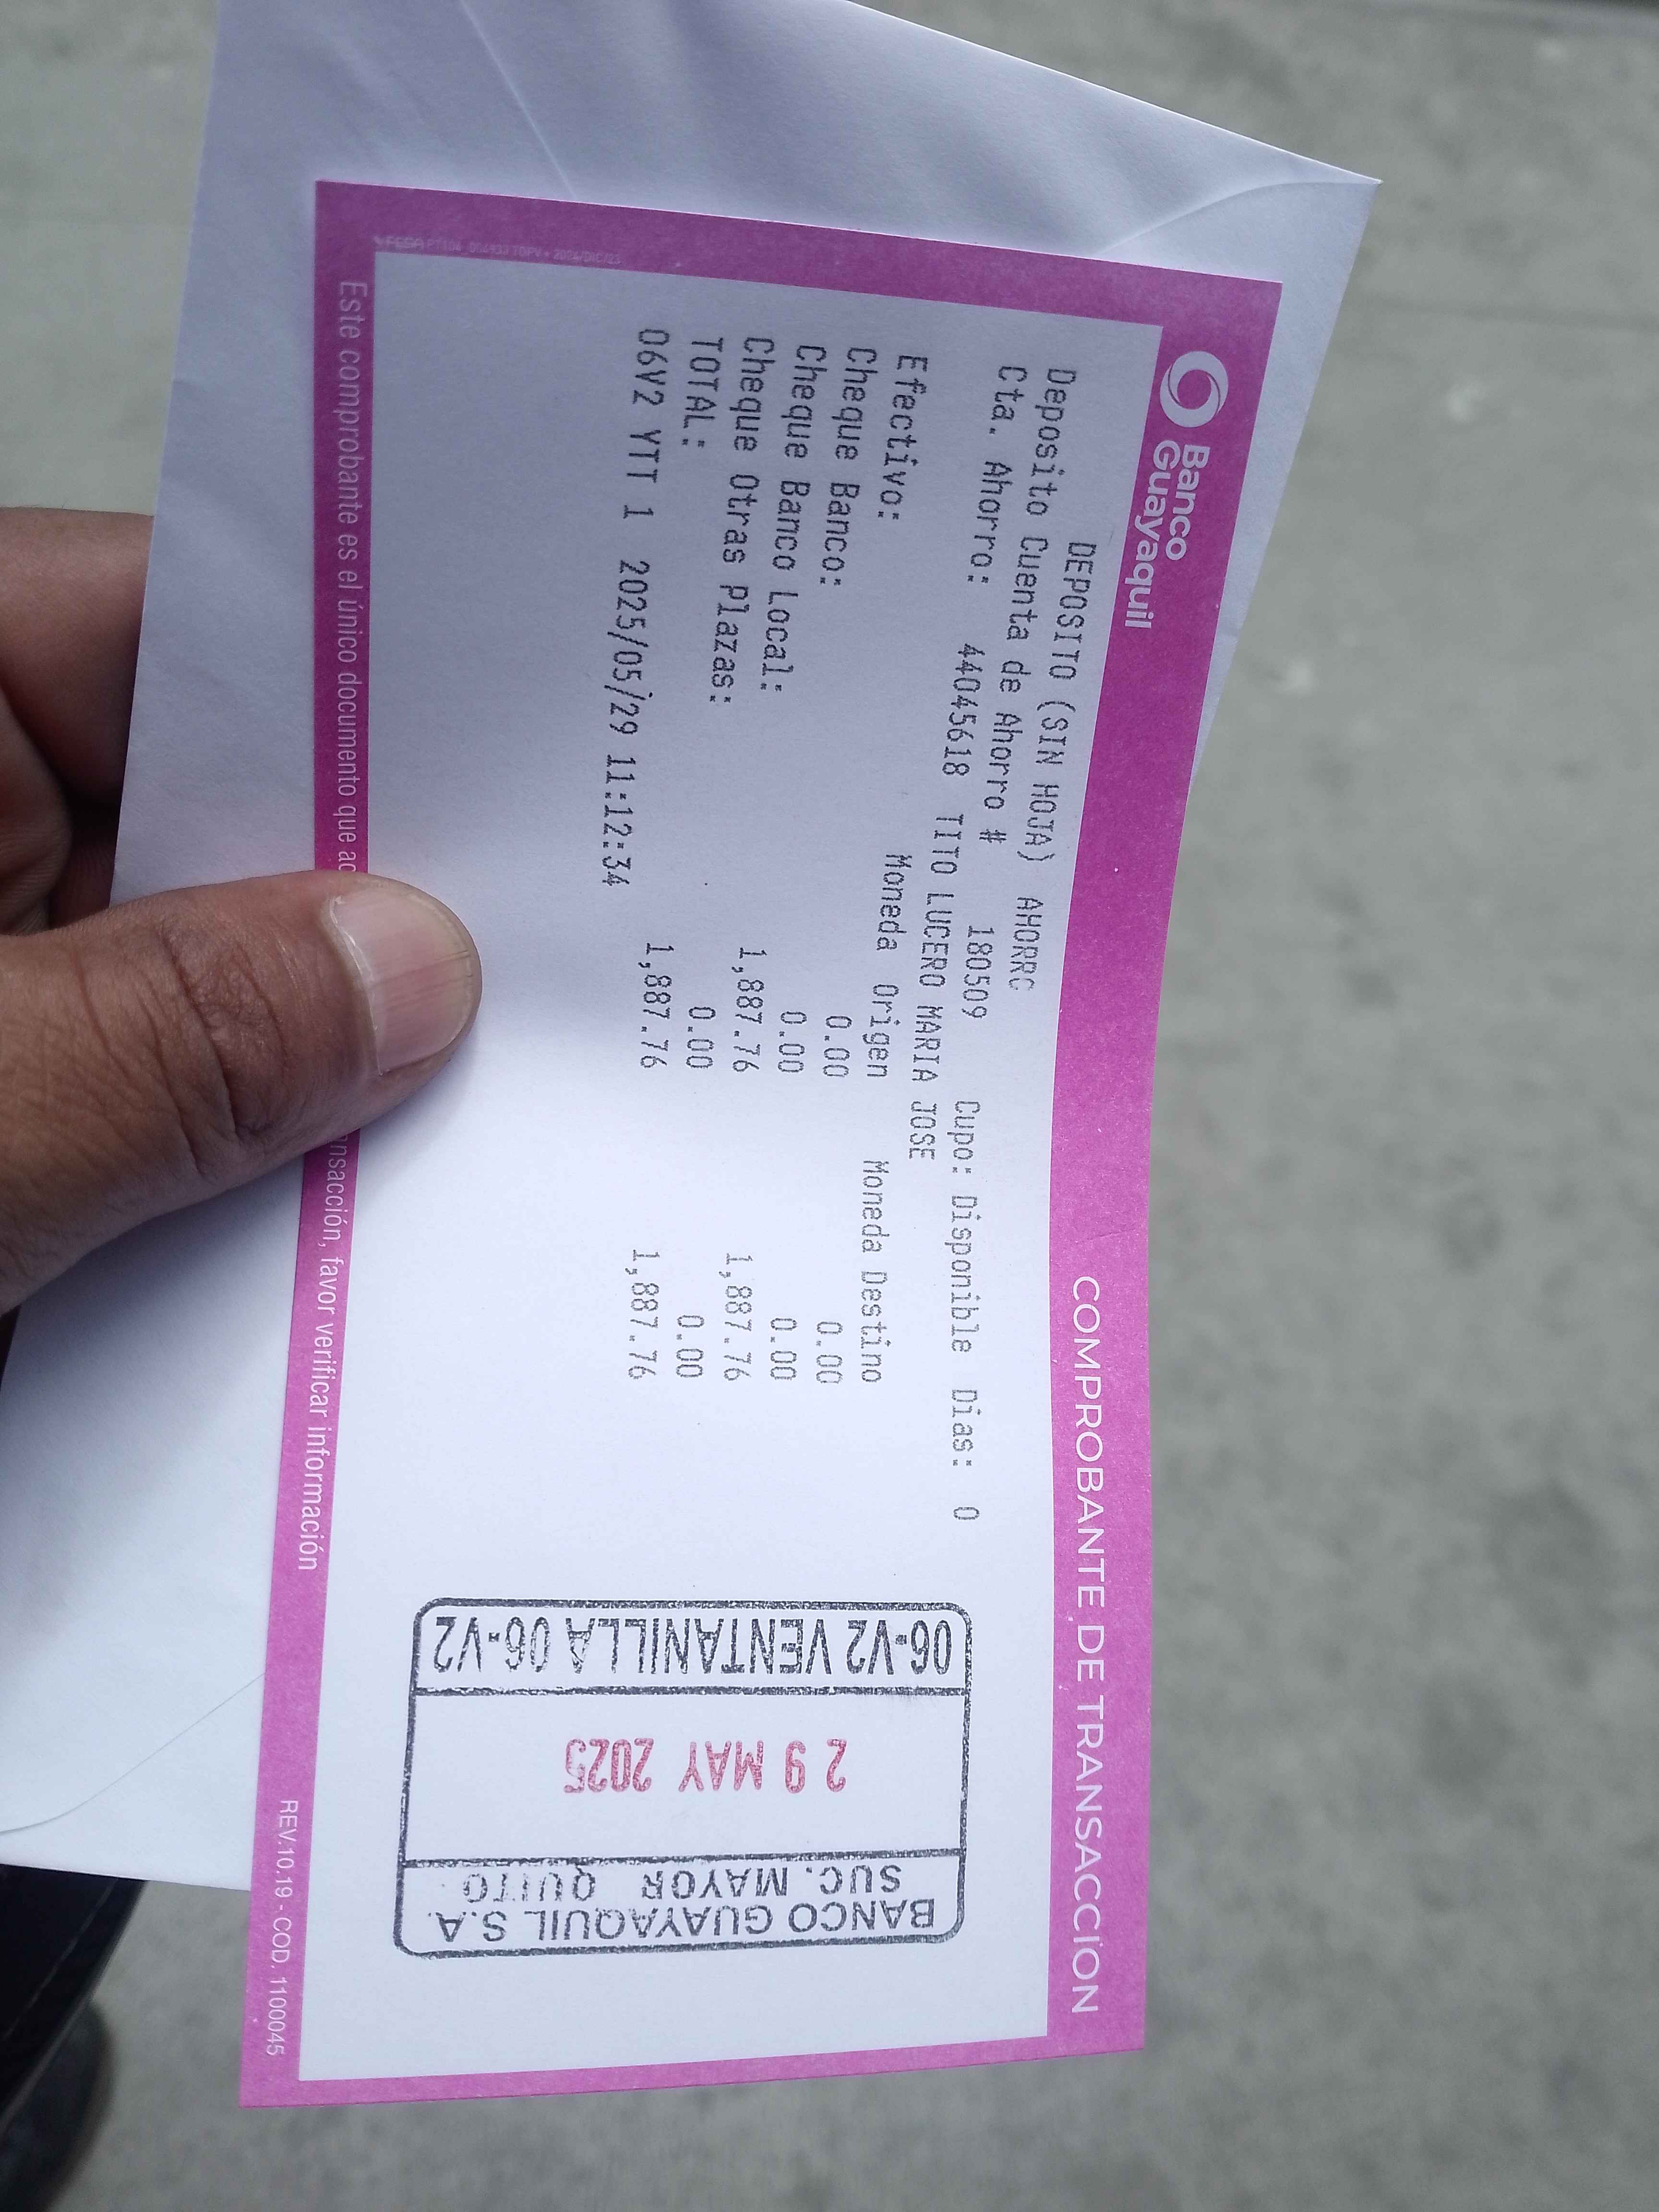 Banco
Guayaquil
COMPROBANTE DE TRANSACCIÓN
DEPOSITO (SIN HOJA) AHORRO
Deposito Cuenta de Ahorro # 180509 Cupo: Disponible Dias: 0
Cta. Ahorro: 44045618 TITO LUCERO MARIA JOSE
Moneda Origen Moneda Destino
Efectivo: 0.00 0.00
Cheque Banco: 0.00 0.00
Cheque Banco Local: 1,887.76 1,887.76
Cheque Otras Plazas: 0.00 0.00
TOTAL: 1,887.76 1,887.76
06V2 YTT 1 2025/05/29 11:12:34
BANCO GUAYAQUIL S.A.
SUC. MAYOR QUITO
29 MAY 2025
06-V2 VENTANILLA 06-V2
Este comprobante es el único documento que favor verificar información
REV.10.19 - COD. 1100045